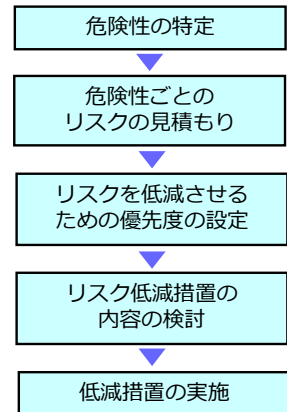 危険性の特定
危険性ごとの
リスクの見積もり
リスクを低減させる
ための優先度の設定
リスク低減措置の
内容の検討
低減措置の実施